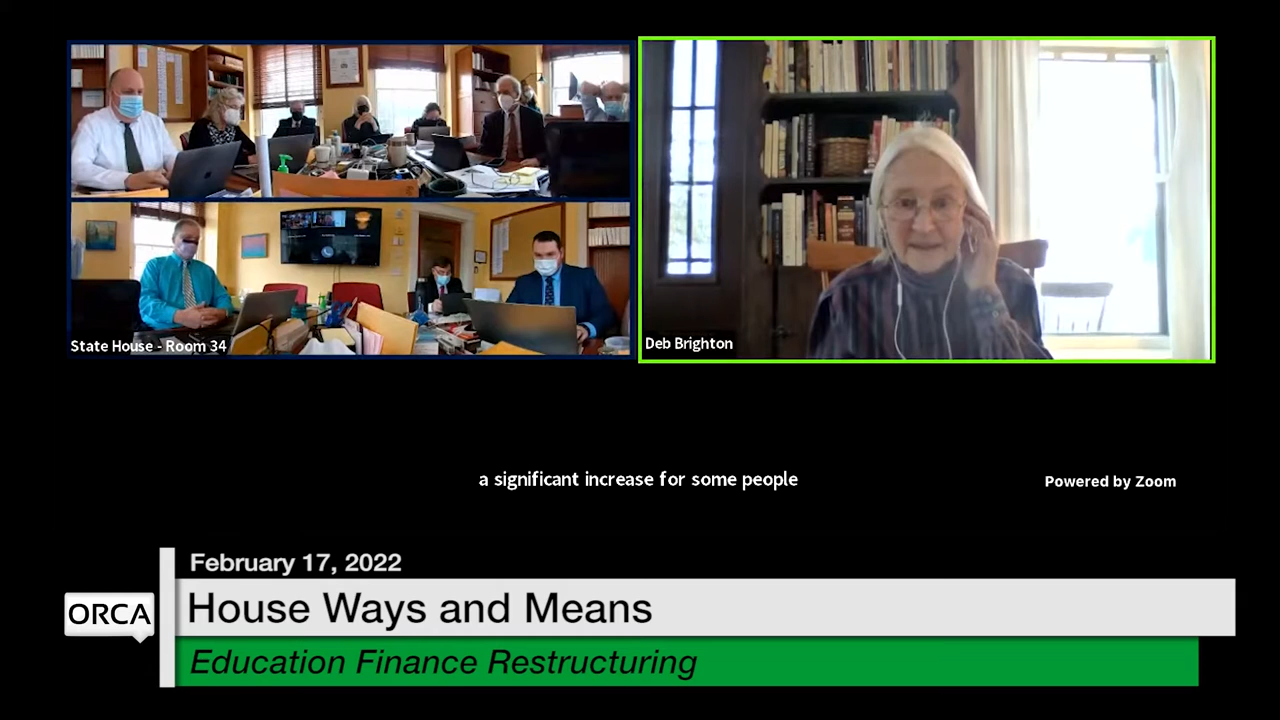 State House - Room 34
Deb Brighton
a significant increase for some people
Powered by Zoom
February 17, 2022
ORCA
House Ways and Means
Education Finance Restructuring